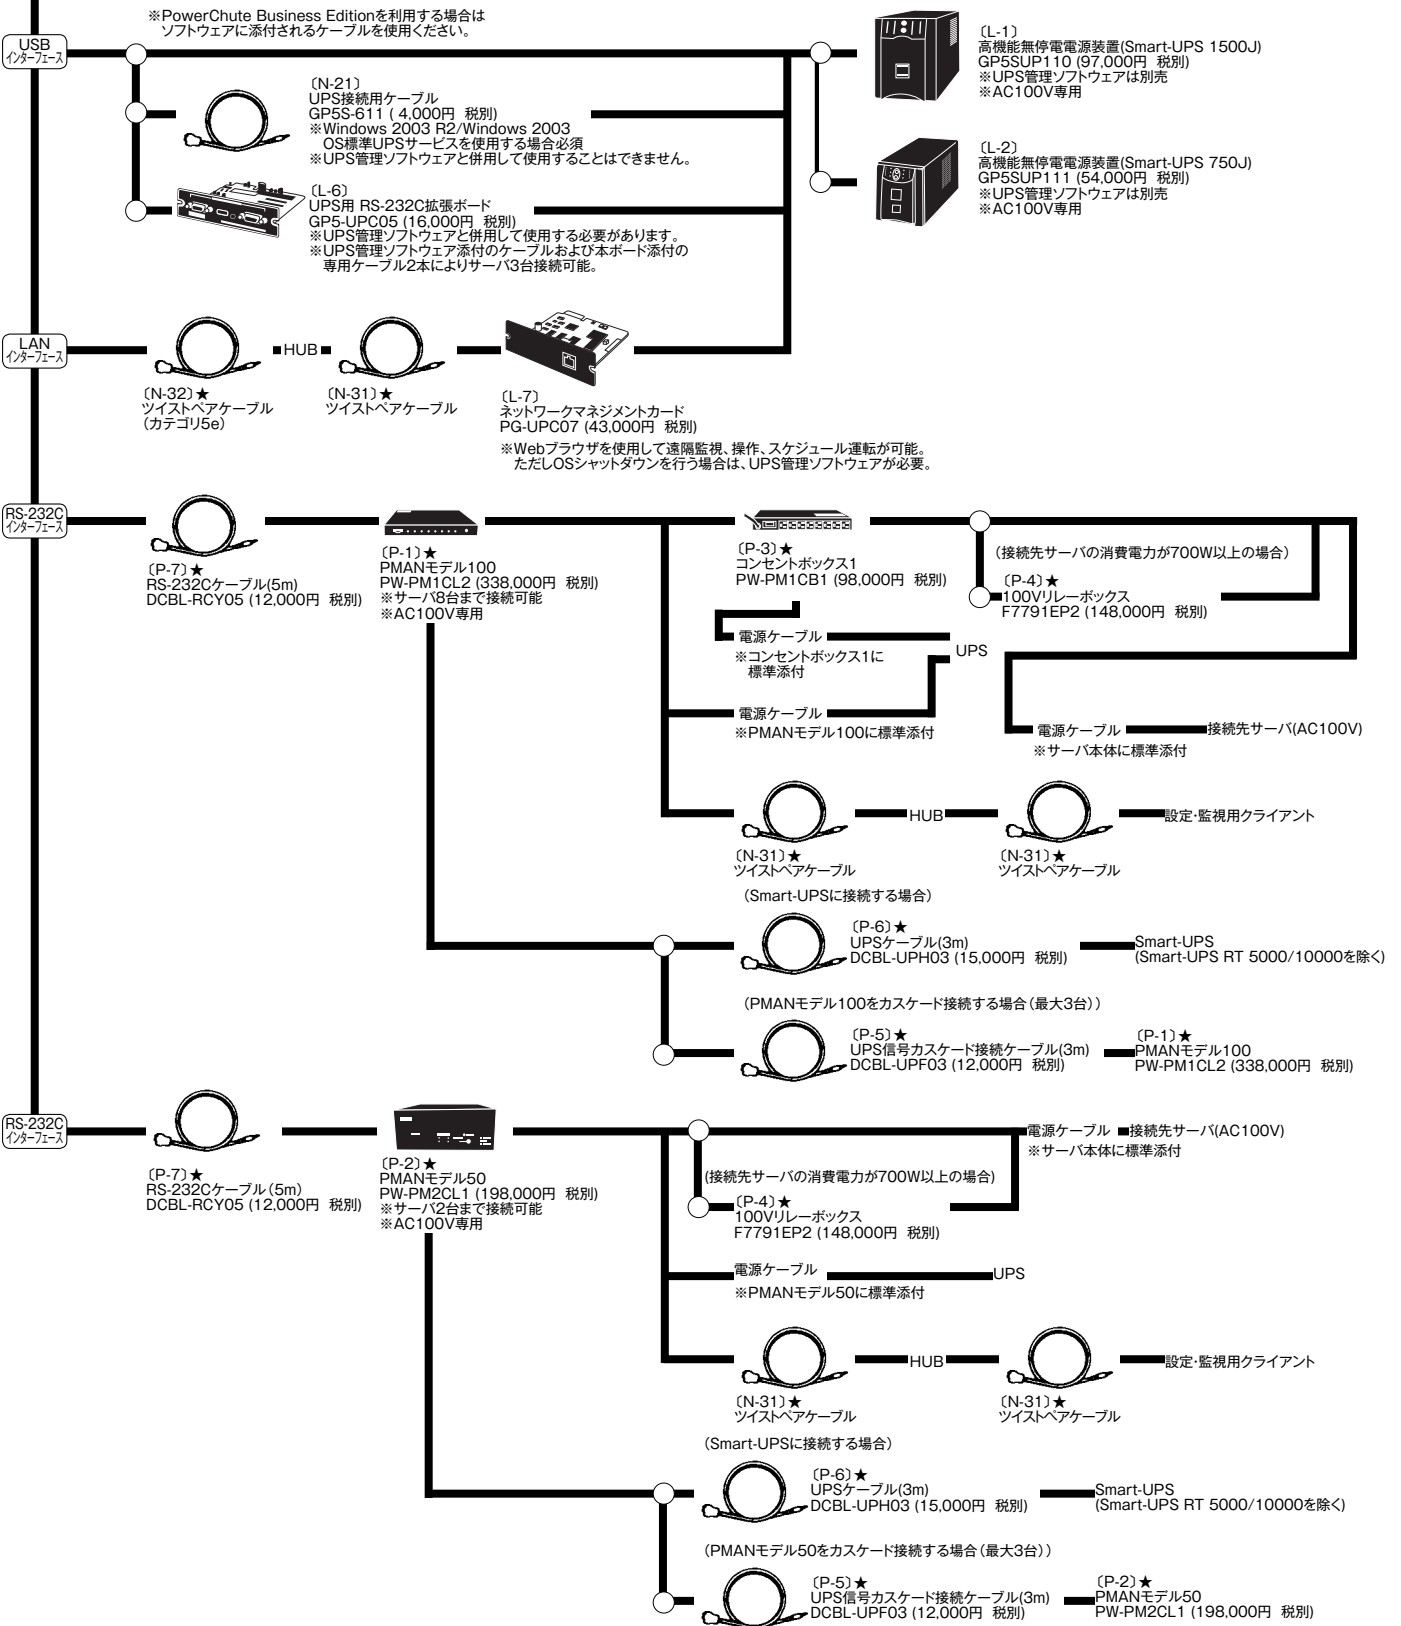 ※PowerChute Business Editionを利用する場合は
ソフトウェアに添付されるケーブルを使用ください。
USB
インターフェース
〔N-21〕
UPS接続用ケーブル
GP5S-611 ( 4,000円 税別)
※Windows 2003 R2/Windows 2003
OS標準UPSサービスを使用する場合必須
※UPS管理ソフトウェアと併用して使用することはできません。
〔L-6〕
UPS用 RS-232C拡張ボード
GP5-UPC05 (16,000円 税別)
※UPS管理ソフトウェアと併用して使用する必要があります。
※UPS管理ソフトウェア添付のケーブルおよび本ボード添付の
専用ケーブル2本によりサーバ3台接続可能。
〔L-1〕
高機能無停電電源装置(Smart-UPS 1500J)
GP5SUP110 (97,000円 税別)
※UPS管理ソフトウェアは別売
※AC100V専用
〔L-2〕
高機能無停電電源装置(Smart-UPS 750J)
GP5SUP111 (54,000円 税別)
※UPS管理ソフトウェアは別売
※AC100V専用
LAN
インターフェース
HUB
〔N-32〕★
ツイストペアケーブル
(カテゴリ5e)
〔N-31〕★
ツイストペアケーブル
〔L-7〕
ネットワークマネジメントカード
PG-UPC07 (43,000円 税別)
※Webブラウザを使用して遠隔監視、操作、スケジュール運転が可能。
ただしOSシャットダウンを行う場合は、UPS管理ソフトウェアが必要。
RS-232C
インターフェース
〔P-7〕★
RS-232Cケーブル(5m)
DCBL-RCY05 (12,000円 税別)
〔P-1〕★
PMANモデル100
PW-PM1CL2 (338,000円 税別)
※サーバ8台まで接続可能
※AC100V専用
〔P-3〕★
コンセントボックス1
PW-PM1CB1 (98,000円 税別)
(接続先サーバの消費電力が700W以上の場合)
〔P-4〕★
100Vリレーボックス
F7791EP2 (148,000円 税別)
電源ケーブル
※コンセントボックス1に
標準添付
UPS
電源ケーブル
※PMANモデル100に標準添付
電源ケーブル
接続先サーバ(AC100V)
※サーバ本体に標準添付
HUB
設定・監視用クライアント
〔N-31〕★
ツイストペアケーブル
〔N-31〕★
ツイストペアケーブル
(Smart-UPSに接続する場合)
〔P-6〕★
UPSケーブル(3m)
DCBL-UPH03 (15,000円 税別)
Smart-UPS
(Smart-UPS RT 5000/10000を除く)
(PMANモデル100をカスケード接続する場合(最大3台))
〔P-5〕★
UPS信号カスケード接続ケーブル(3m)
DCBL-UPF03 (12,000円 税別)
〔P-1〕★
PMANモデル100
PW-PM1CL2 (338,000円 税別)
RS-232C
インターフェース
〔P-7〕★
RS-232Cケーブル(5m)
DCBL-RCY05 (12,000円 税別)
〔P-2〕★
PMANモデル50
PW-PM2CL1 (198,000円 税別)
※サーバ2台まで接続可能
※AC100V専用
電源ケーブル
接続先サーバ(AC100V)
※サーバ本体に標準添付
(接続先サーバの消費電力が700W以上の場合)
〔P-4〕★
100Vリレーボックス
F7791EP2 (148,000円 税別)
電源ケーブル
UPS
※PMANモデル50に標準添付
HUB
設定・監視用クライアント
〔N-31〕★
ツイストペアケーブル
〔N-31〕★
ツイストペアケーブル
(Smart-UPSに接続する場合)
〔P-6〕★
UPSケーブル(3m)
DCBL-UPH03 (15,000円 税別)
Smart-UPS
(Smart-UPS RT 5000/10000を除く)
(PMANモデル50をカスケード接続する場合(最大3台))
〔P-5〕★
UPS信号カスケード接続ケーブル(3m)
DCBL-UPF03 (12,000円 税別)
〔P-2〕★
PMANモデル50
PW-PM2CL1 (198,000円 税別)